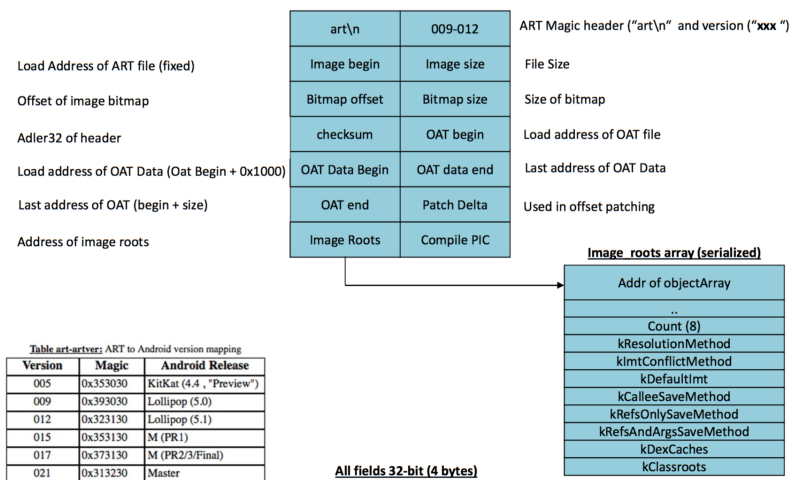 art\n 009-012 ART Magic header ("art\n" and version ("xxx ")
Load Address of ART file (fixed) Image begin Image size File Size
Offset of image bitmap Bitmap offset Bitmap size Size of bitmap
Adler32 of header checksum OAT begin Load address of OAT file
Load address of OAT Data (Oat Begin + 0x1000) OAT Data Begin OAT data end Last address of OAT Data
Last address of OAT (begin + size) OAT end Patch Delta Used in offset patching
Address of image roots Image Roots Compile PIC
Image_roots array (serialized)
Addr of objectArray
..
Count (8)
kResolutionMethod
kImtConflictMethod
kDefaultImt
kCalleeSaveMethod
kRefsOnlySaveMethod
kRefsAndArgsSaveMethod
kDexCaches
kClassroots
Table art-artver: ART to Android version mapping
Version Magic Android Release
005 0x353030 KitKat (4.4 , "Preview")
009 0x393030 Lollipop (5.0)
012 0x323130 Lollipop (5.1)
015 0x353130 M (PR1)
017 0x373130 M (PR2/3/Final)
021 0x313230 Master
All fields 32-bit (4 bytes)